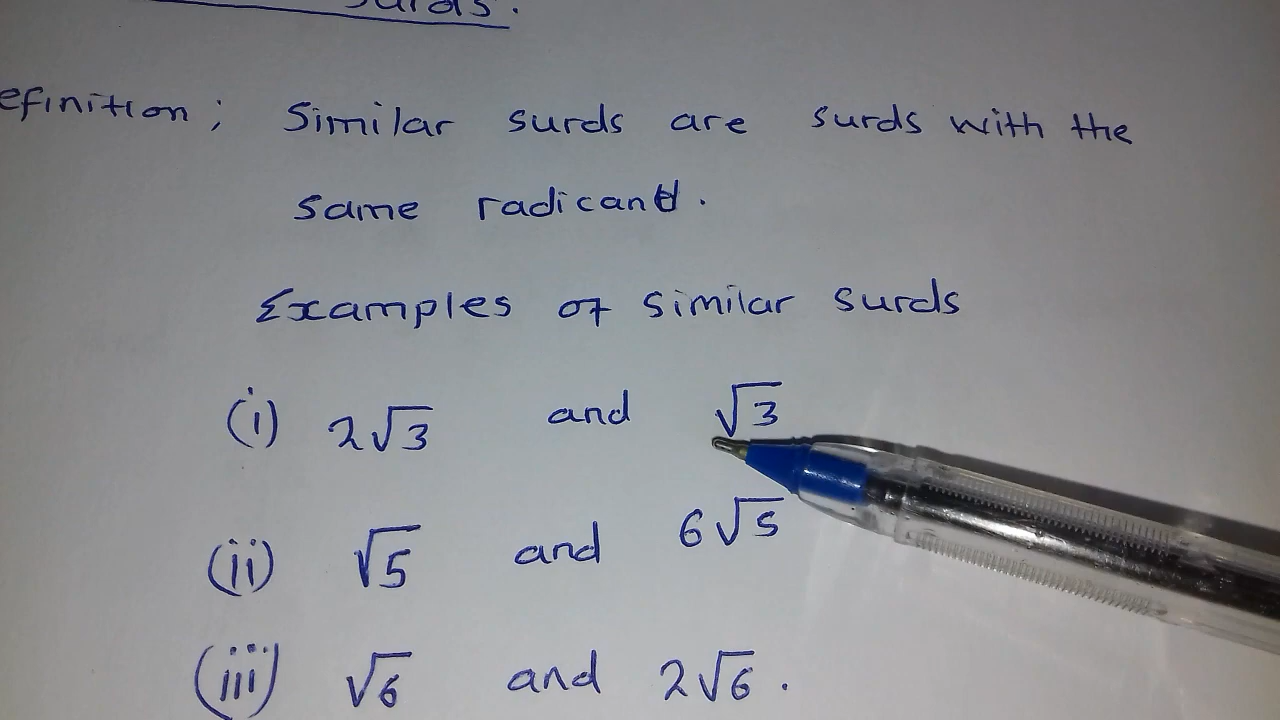 Surds.
efinition; Similar surds are surds with the
same radicand.
Examples of similar surds
(i) 2√3 and √3
(ii) √5 and 6√5
(iii) √6 and 2√6.